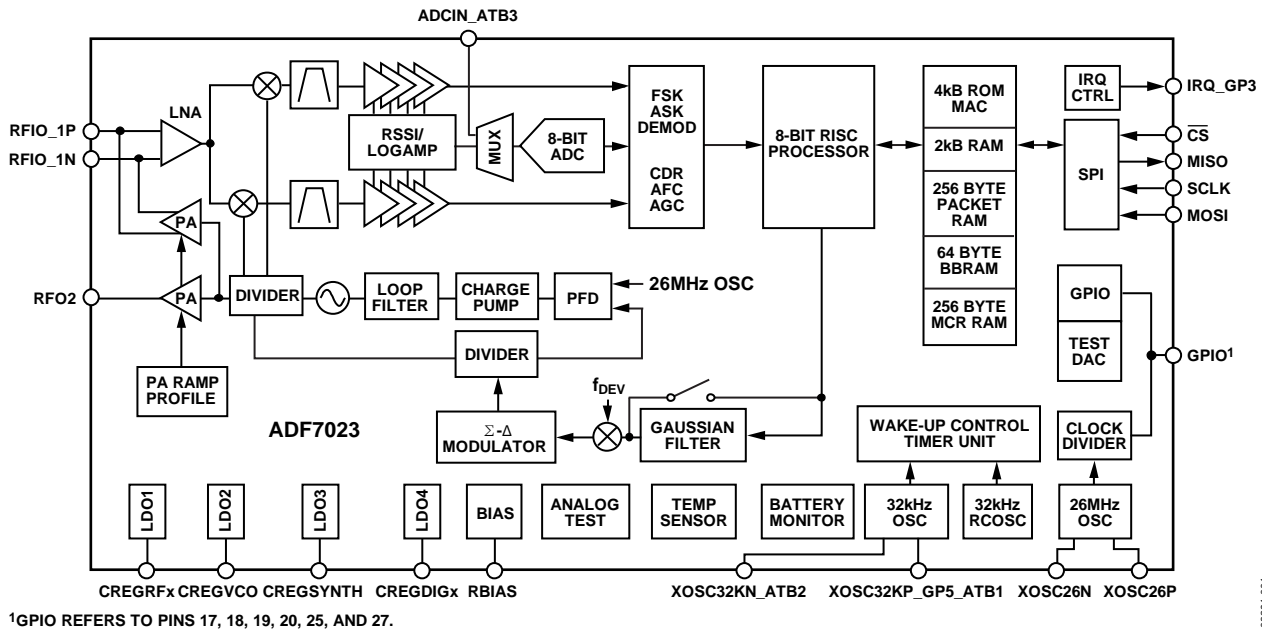 ADCIN_ATB3
RFIO_1P
RFIO_1N
LNA
RSSI/
LOGAMP
MUX
8-BIT
ADC
FSK
ASK
DEMOD
CDR
AFC
AGC
8-BIT RISC
PROCESSOR
4kB ROM
MAC
2kB RAM
256 BYTE
PACKET
RAM
64 BYTE
BBRAM
256 BYTE
MCR RAM
IRQ
CTRL
SPI
IRQ_GP3
CS
MISO
SCLK
MOSI
PA
RFO2
PA
DIVIDER
LOOP
FILTER
CHARGE
PUMP
PFD
26MHz OSC
GPIO
TEST
DAC
GPIO¹
PA RAMP
PROFILE
DIVIDER
fDEV
ADF7023
Σ-Δ
MODULATOR
GAUSSIAN
FILTER
WAKE-UP CONTROL
TIMER UNIT
CLOCK
DIVIDER
LDO1
LDO2
LDO3
LDO4
BIAS
ANALOG
TEST
TEMP
SENSOR
BATTERY
MONITOR
32kHz
OSC
32kHz
RCOSC
26MHz
OSC
CREGRFx
CREGVCO
CREGSYNTH
CREGDIGx
RBIAS
XOSC32KN_ATB2
XOSC32KP_GP5_ATB1
XOSC26N
XOSC26P
¹GPIO REFERS TO PINS 17, 18, 19, 20, 25, AND 27.